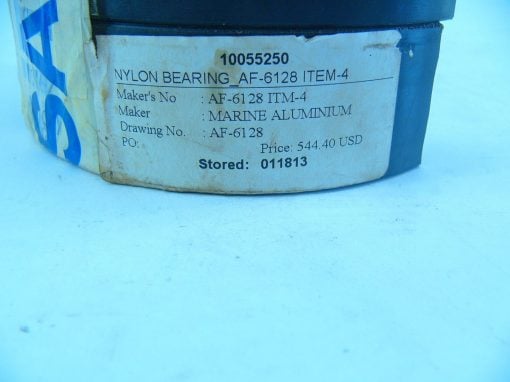 SA
10055250
NYLON BEARING_AF-6128 ITEM-4
Maker's No : AF-6128 ITM-4
Maker : MARINE ALUMINIUM
Drawing No. : AF-6128
PO:
Price: 544.40 USD
Stored: 011813